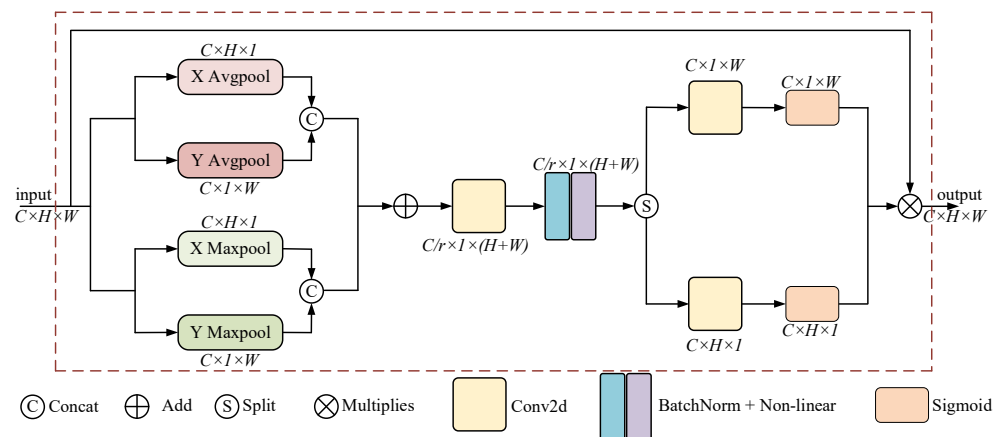 C×H×1
X Avgpool
C
Y Avgpool
C×1×W
input
C×H×W
C×H×1
X Maxpool
C
Y Maxpool
C×1×W
C/r×1×(H+W)
C/r×1×(H+W)
S
C×1×W
C×1×W
C×H×1
C×H×1
output
C×H×W
C Concat
Add
S Split
Multiplies
Conv2d
BatchNorm + Non-linear
Sigmoid